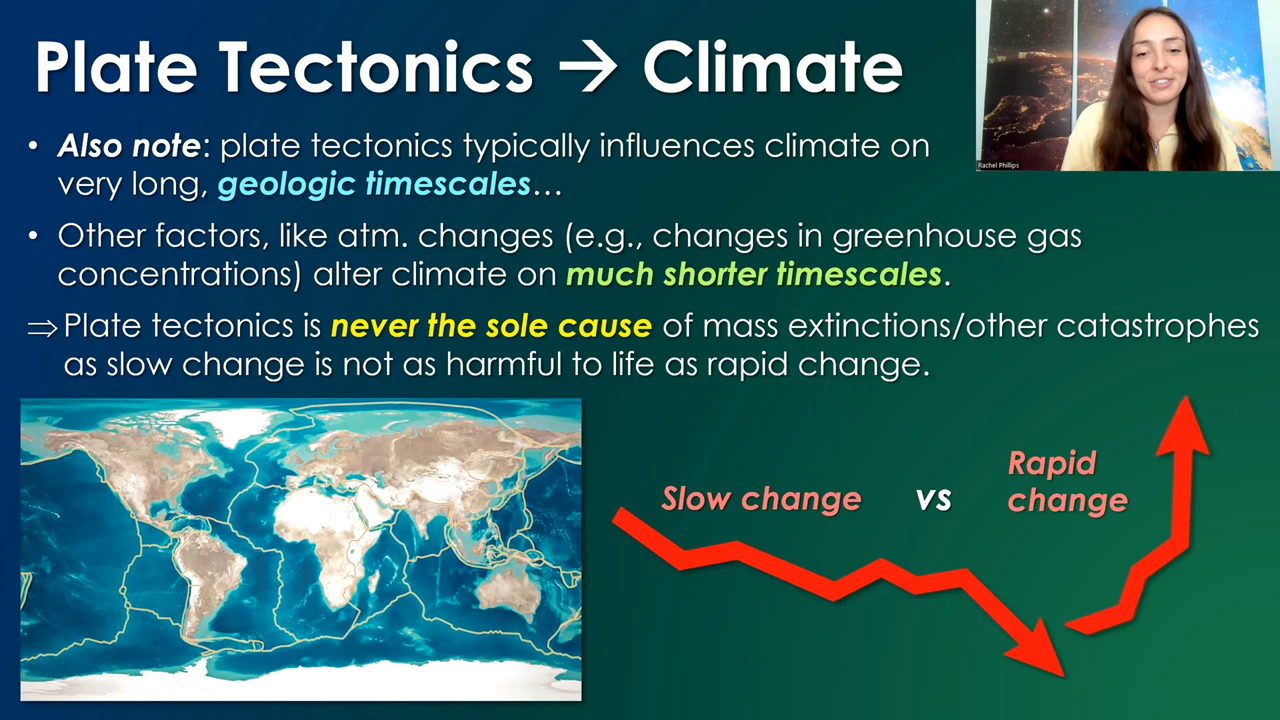 Plate Tectonics → Climate
Rachel Phillips
• Also note: plate tectonics typically influences climate on
very long, geologic timescales…
• Other factors, like atm. changes (e.g., changes in greenhouse gas
concentrations) alter climate on much shorter timescales.
⇒ Plate tectonics is never the sole cause of mass extinctions/other catastrophes
as slow change is not as harmful to life as rapid change.
Slow change vs Rapid
change